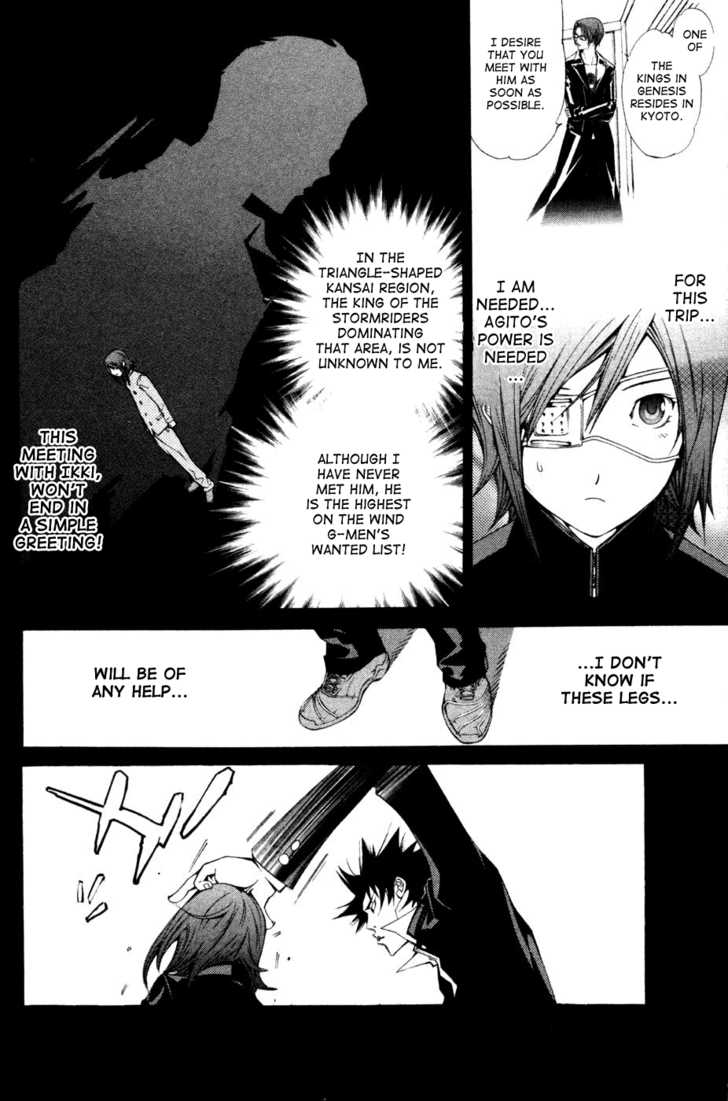 ONE
OF
THE
KINGS IN
GENESIS
RESIDES IN
KYOTO.
I DESIRE
THAT YOU
MEET WITH
HIM AS
SOON AS
POSSIBLE.
FOR
THIS
TRIP...
I AM
NEEDED...
AGITO'S
POWER IS
NEEDED
...
IN THE
TRIANGLE-SHAPED
KANSAI REGION,
THE KING OF THE
STORMRIDERS
DOMINATING
THAT AREA, IS NOT
UNKNOWN TO ME.
ALTHOUGH I
HAVE NEVER
MET HIM, HE
IS THE HIGHEST
ON THE WIND
G-MEN'S
WANTED LIST!
THIS
MEETING
WITH IKKI,
WON'T
END IN
A SIMPLE
GREETING!
...I DON'T
KNOW IF
THESE LEGS...
WILL BE OF
ANY HELP...